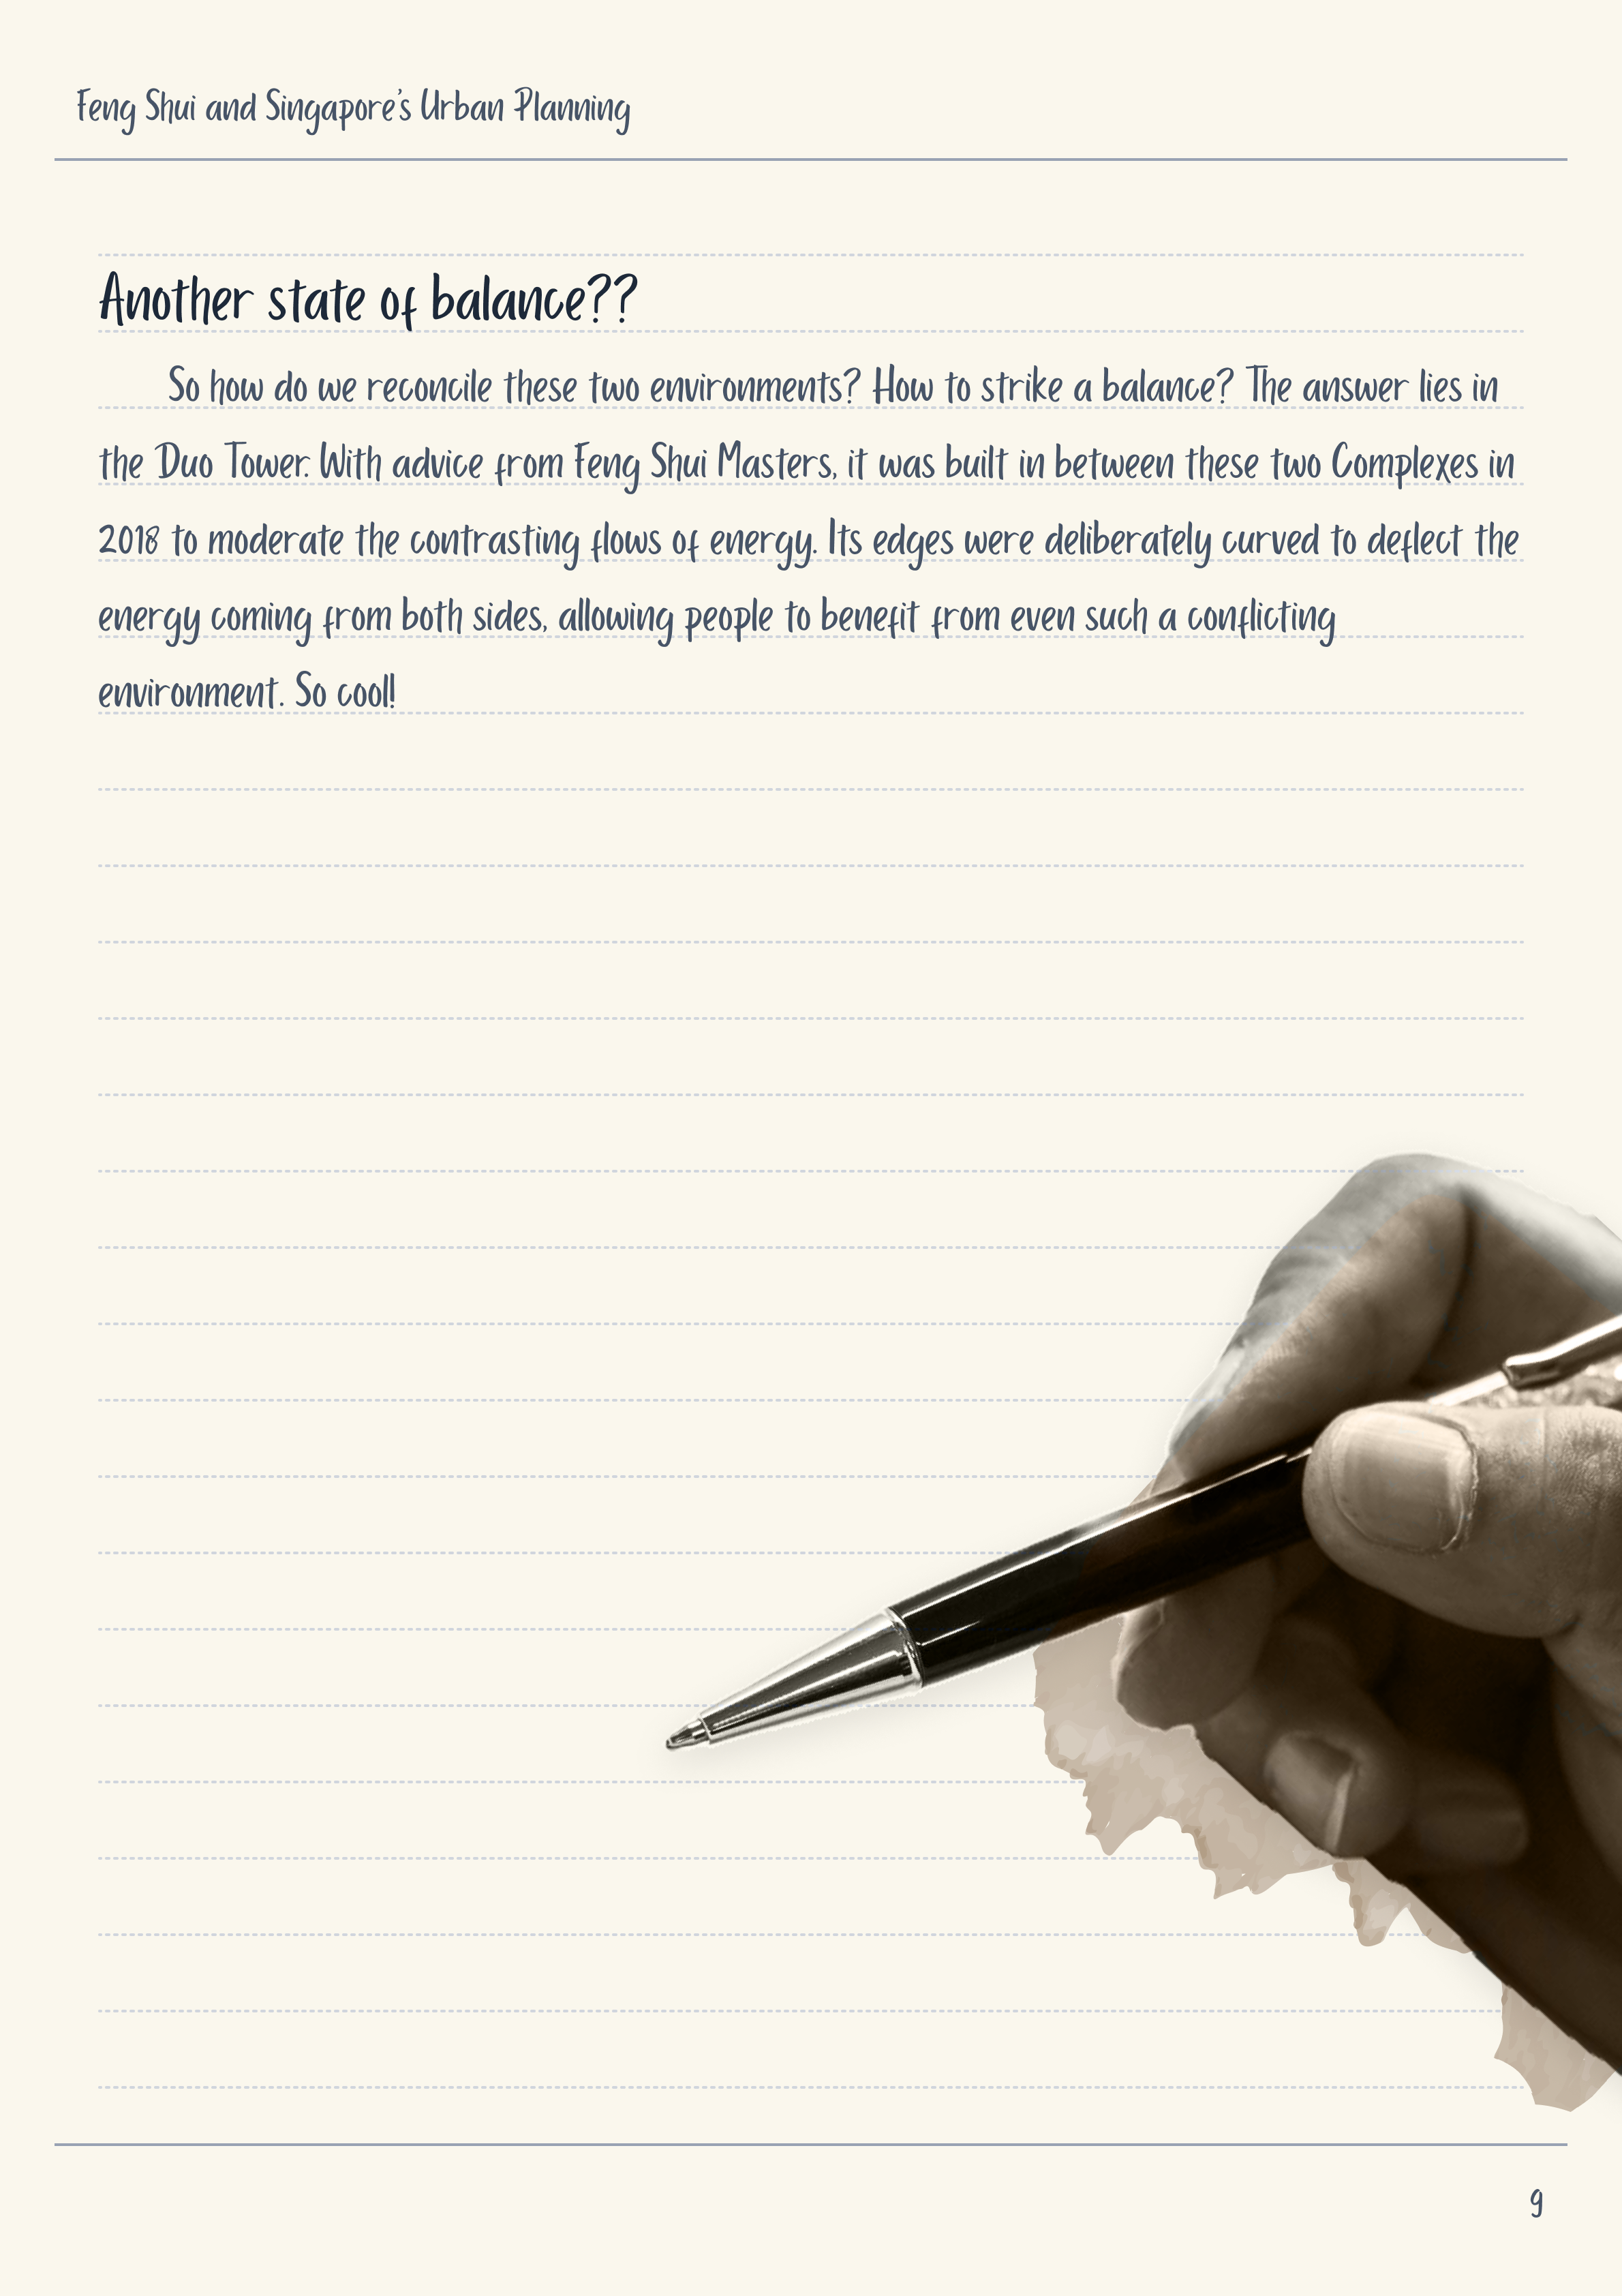 Feng Shui and Singapore's Urban Planning
Another state of balance??
So how do we reconcile these two environments? How to strike a balance? The answer lies in
the Duo Tower. With advice from Feng Shui Masters, it was built in between these two Complexes in
2018 to moderate the contrasting flows of energy. Its edges were deliberately curved to deflect the
energy coming from both sides, allowing people to benefit from even such a conflicting
environment. So cool!
9